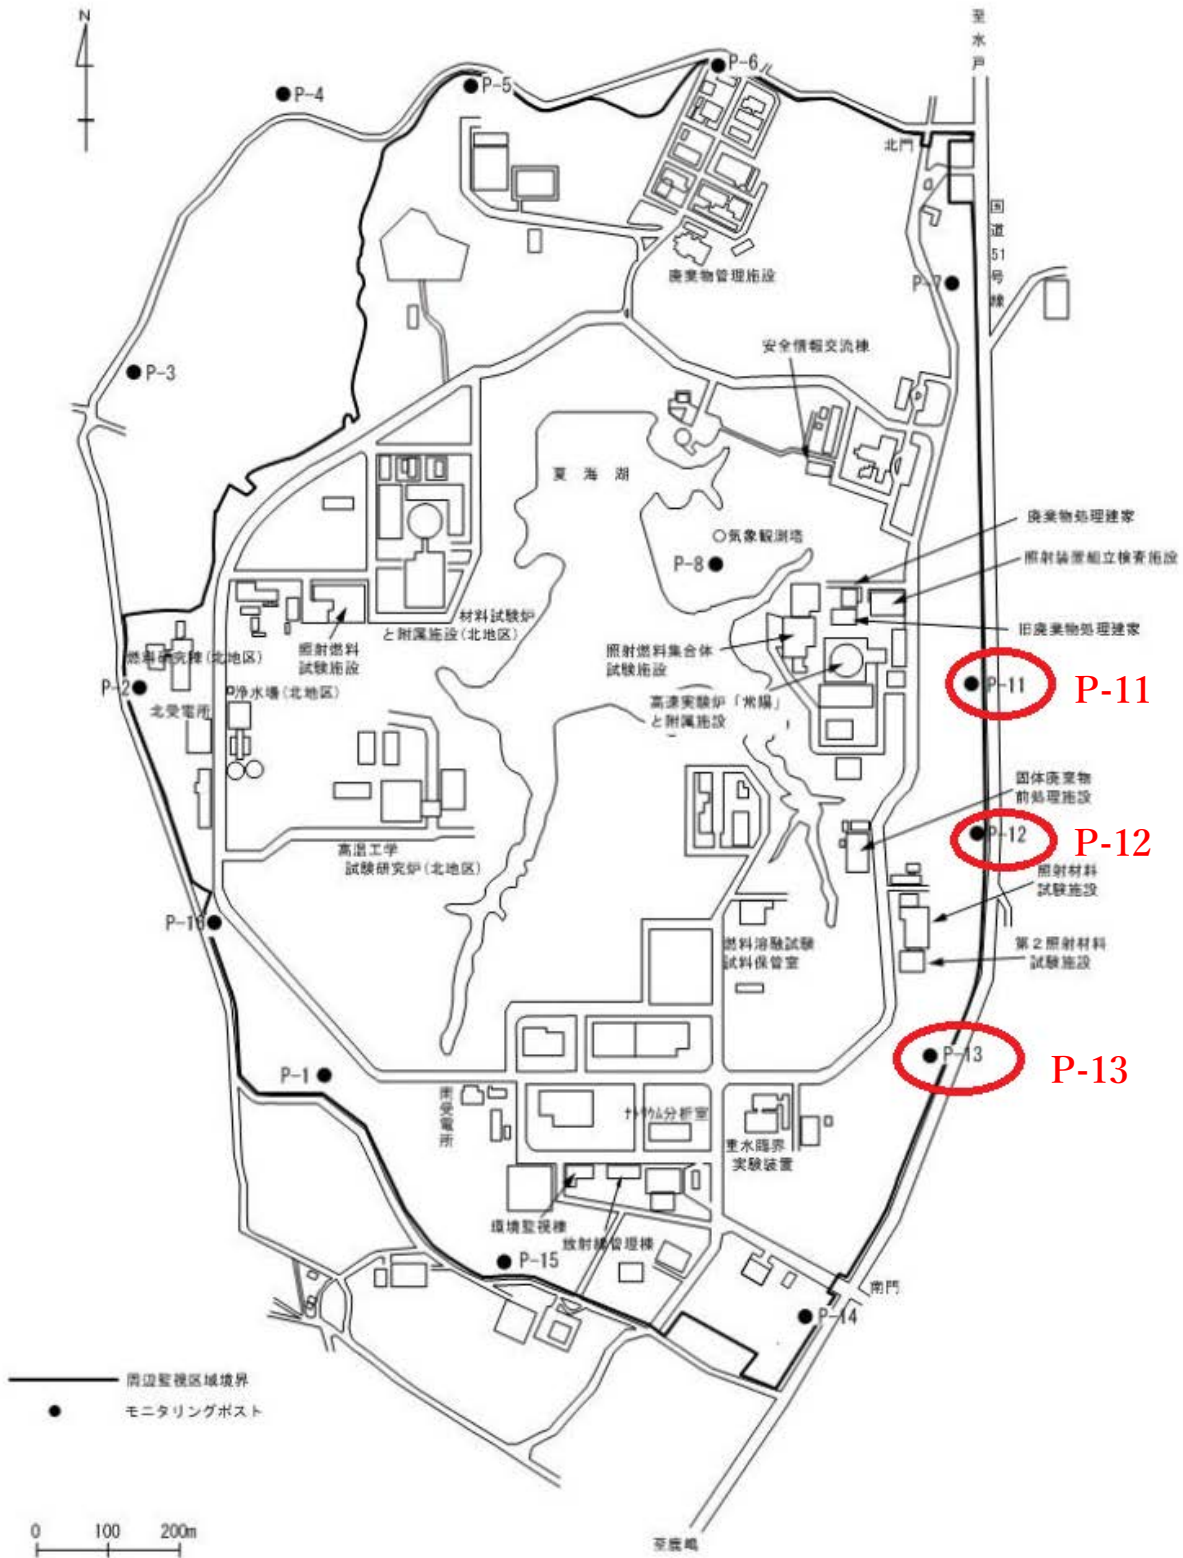 N
至水戸
P-4
P-5
P-6
北門
国道51号線
廃棄物管理施設
P-7
安全情報交流棟
P-3
夏海湖
気象観測塔
P-8
廃棄物処理建家
照射装置組立検査施設
旧廃棄物処理建家
材料試験炉
と附属施設(北地区)
照射燃料
試験施設
燃料研究棟(北地区)
照射燃料集合体
試験施設
P-2
浄水場(北地区)
北受電所
高速実験炉「常陽」
と附属施設
P-11
P-11
固体廃棄物
前処理施設
P-12
P-12
高温工学
試験研究炉(北地区)
照射材料
試験施設
P-16
燃料溶融試験
試料保管室
第2照射材料
試験施設
P-13
P-13
P-1
南受電所
ナトリウム分析室
重水臨界
実験装置
環境監視棟
放射線管理棟
P-15
南門
P-14
周辺監視区域境界
モニタリングポスト
0 100 200m
至鹿嶋